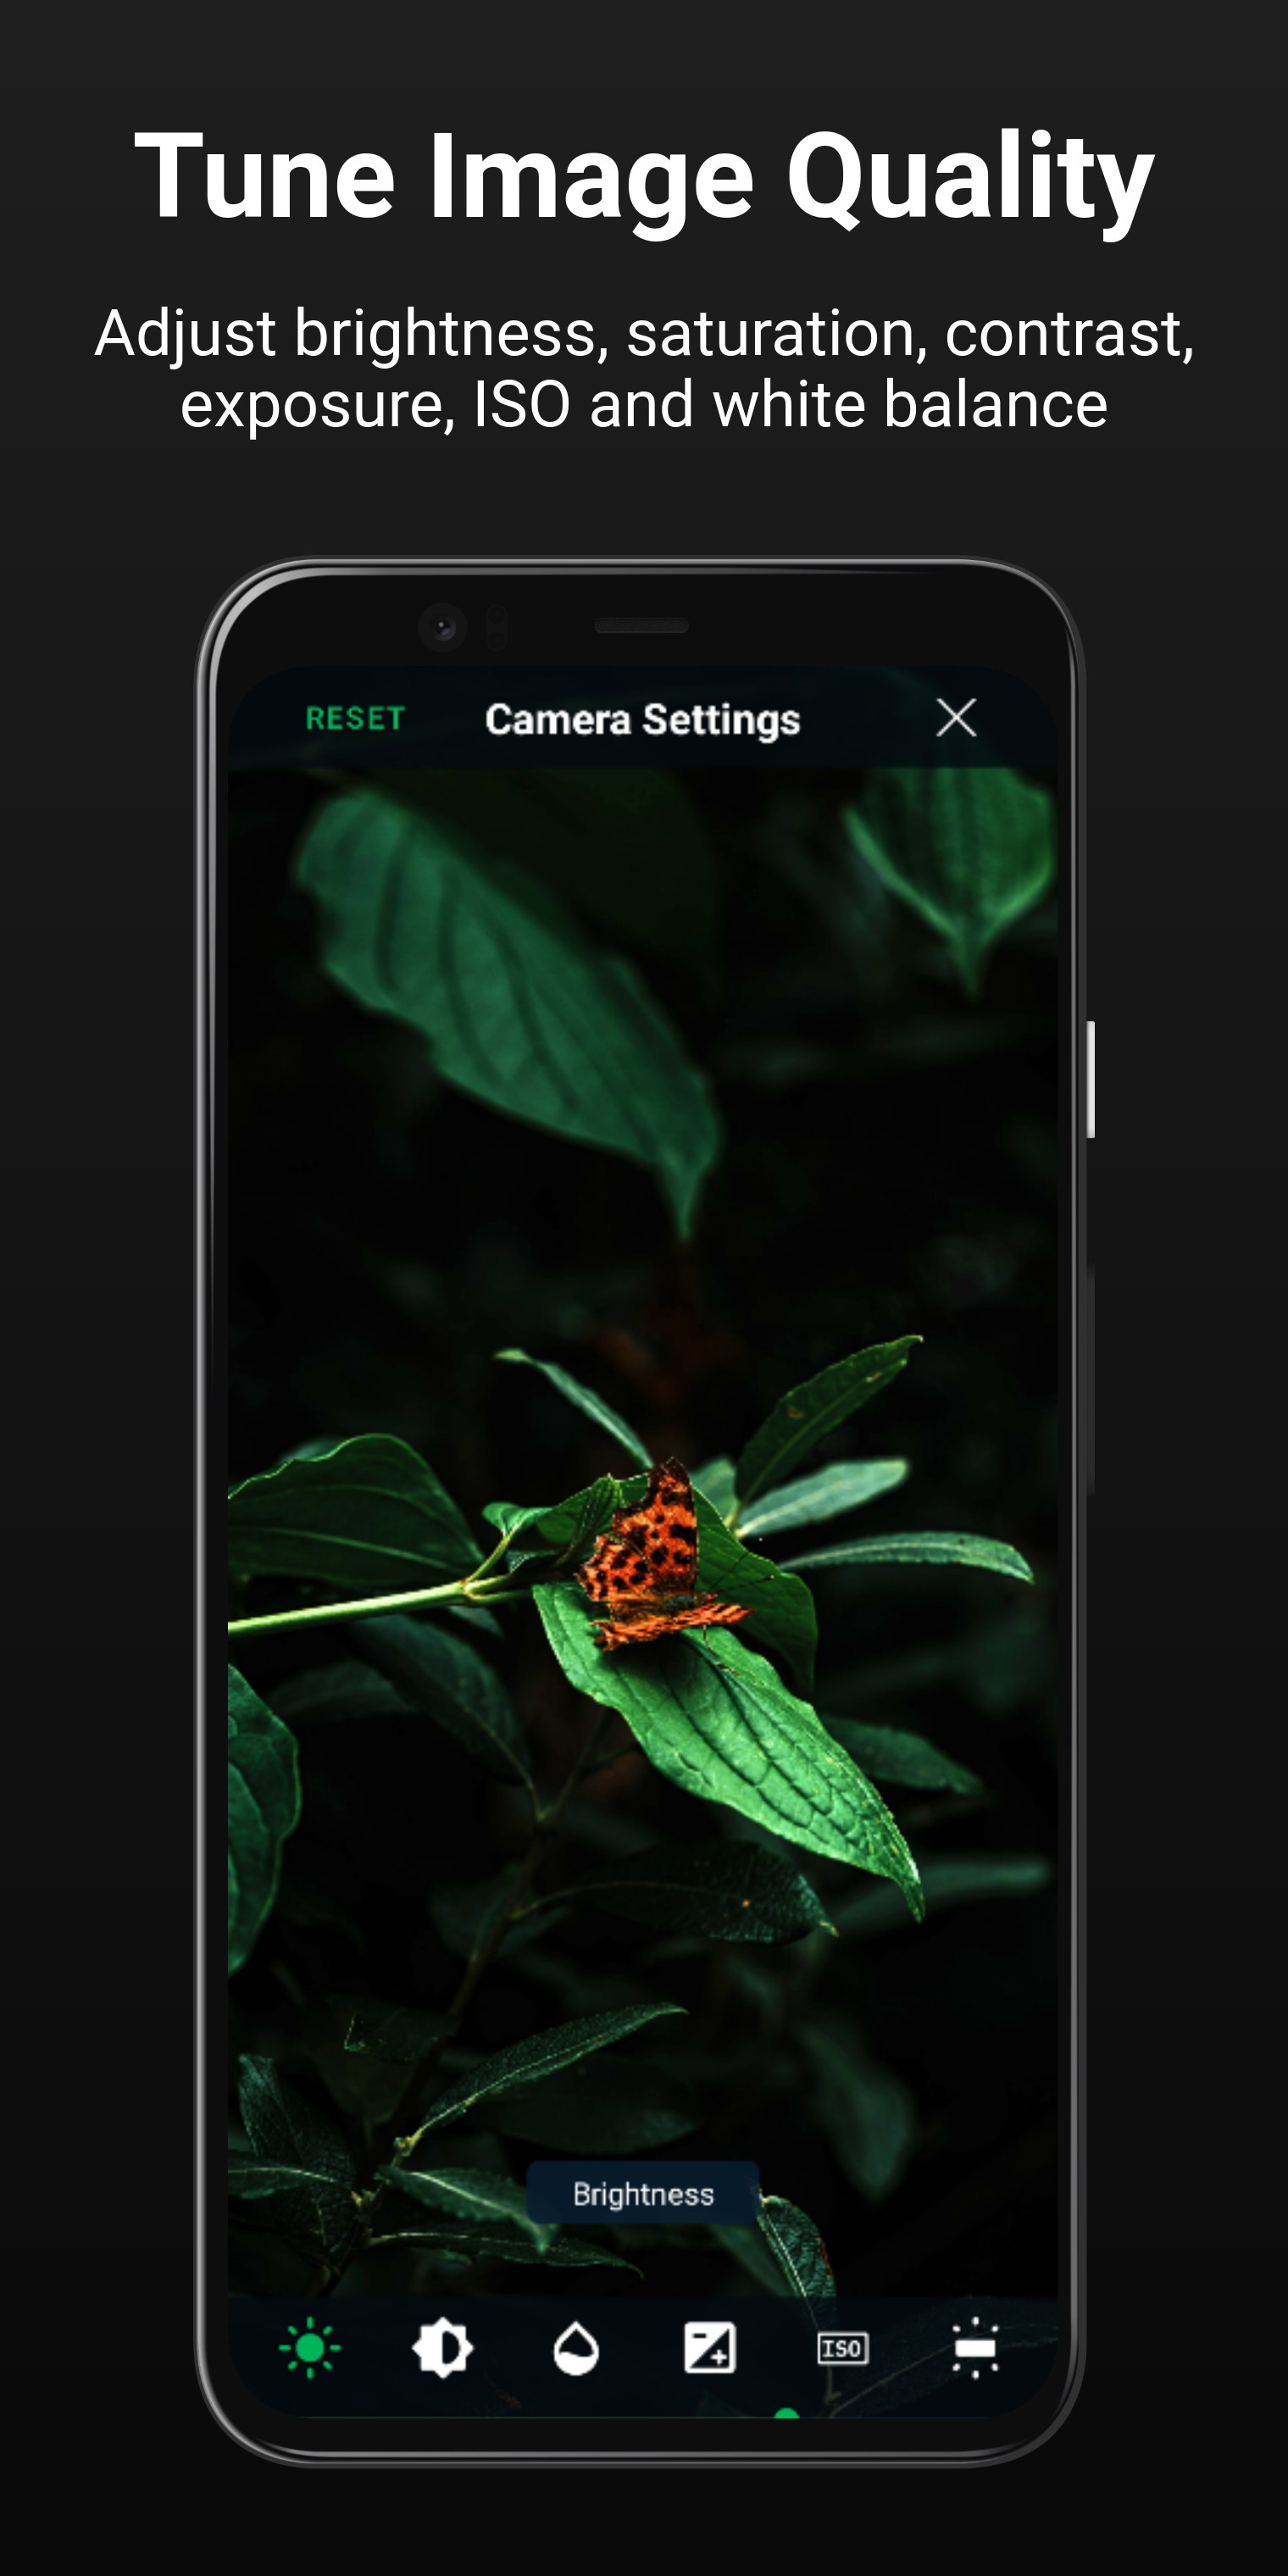 Tune Image Quality
Adjust brightness, saturation, contrast,
exposure, ISO and white balance
RESET Camera Settings
Brightness
ISO